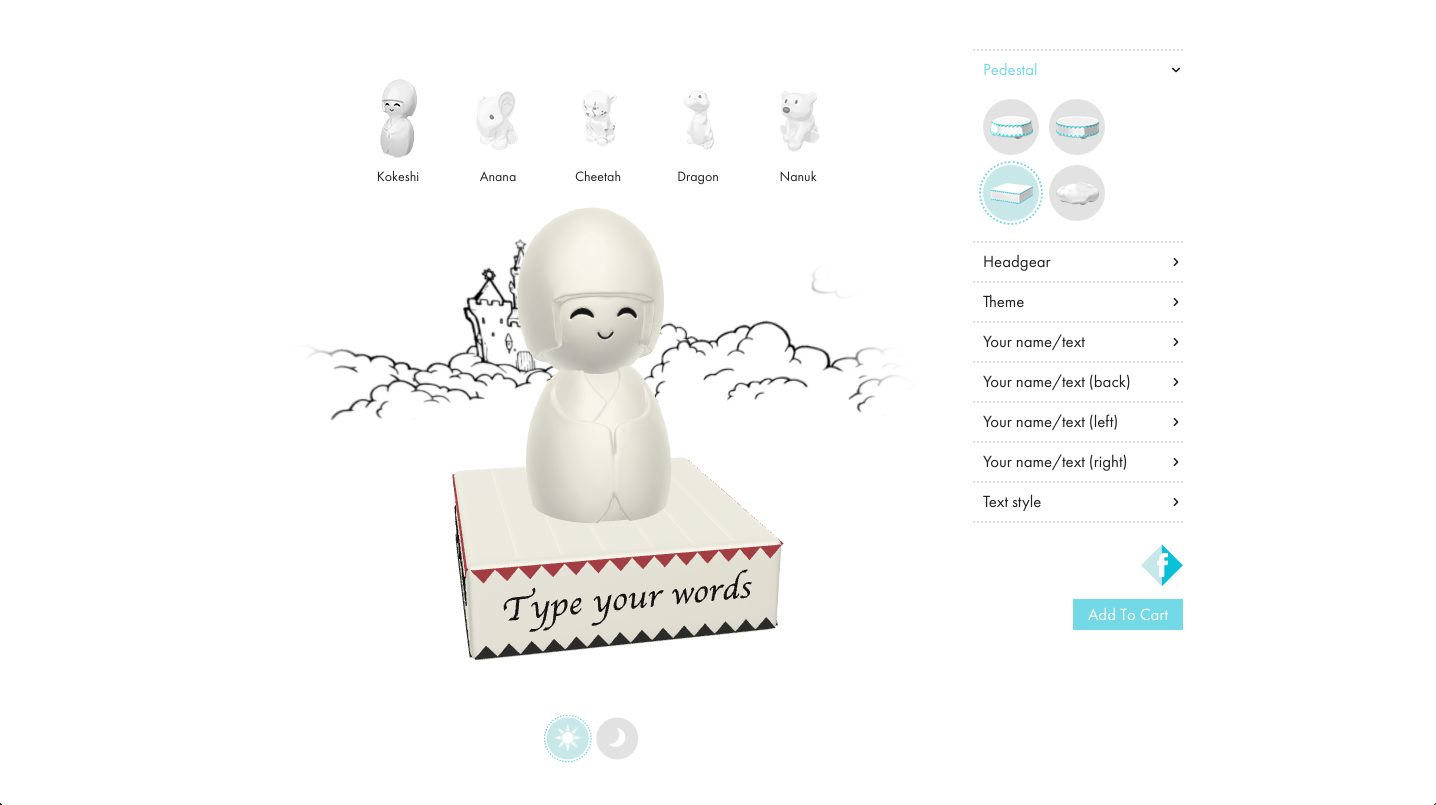 Pedestal
Kokeshi
Anana
Cheetah
Dragon
Nanuk
Headgear
Theme
Your name/text
Your name/text (back)
Your name/text (left)
Your name/text (right)
Text style
f
Add To Cart
Type your words